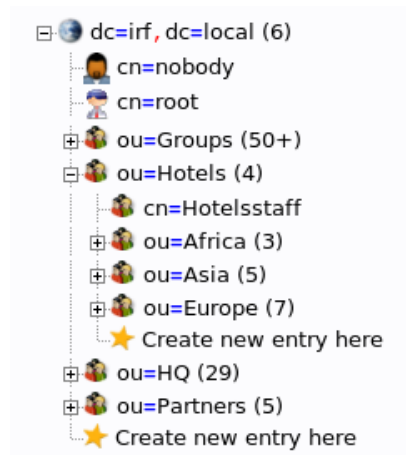 dc=irf,dc=local (6)
cn=nobody
cn=root
ou=Groups (50+)
ou=Hotels (4)
cn=Hotelsstaff
ou=Africa (3)
ou=Asia (5)
ou=Europe (7)
Create new entry here
ou=HQ (29)
ou=Partners (5)
Create new entry here